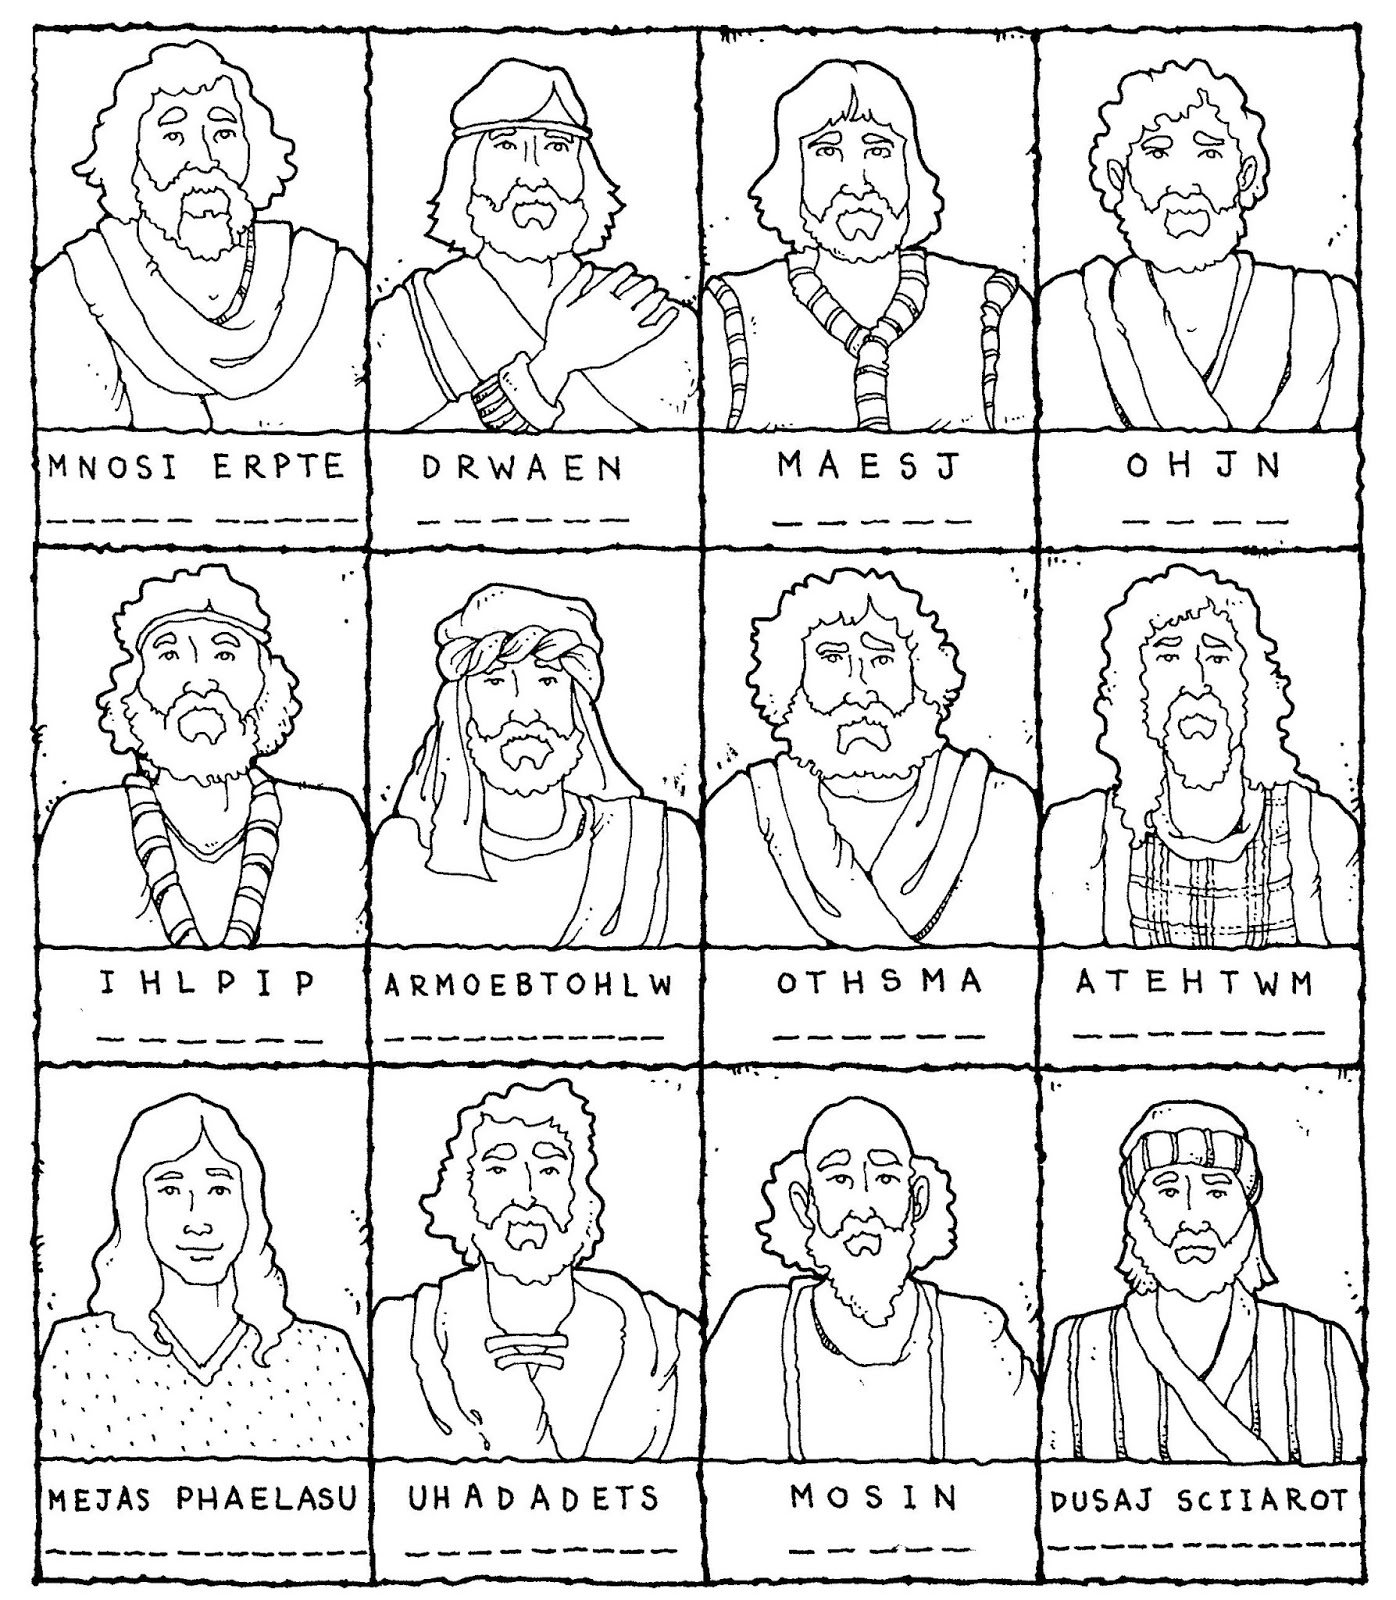 MNOSI ERPTE
DRWAEN
MAESJ
OHJN
IHLPIP
ARMOEBTOHLW
OTHSMA
ATEHTWM
MEJAS PHAELASU
UHADADETS
MOSIN
DUSAJ SCIIAROT